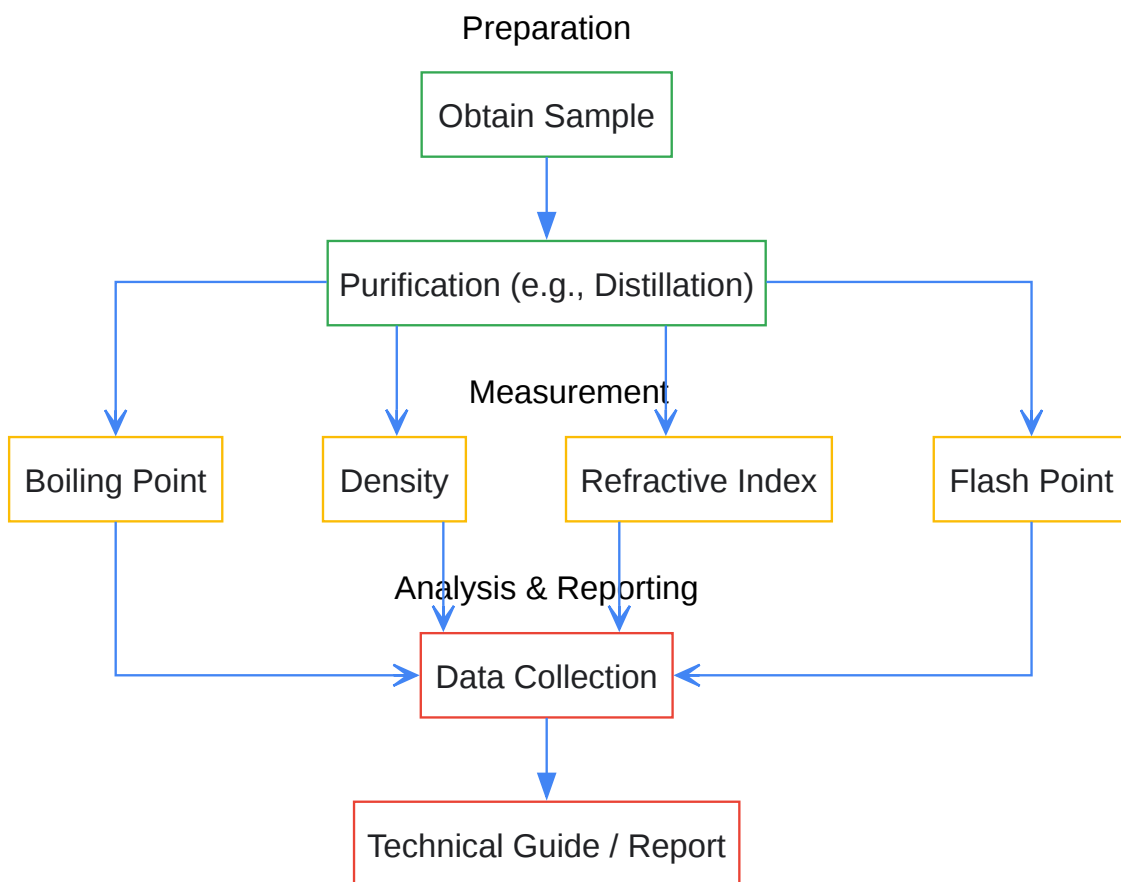 Preparation
Obtain Sample
Purification (e.g., Distillation)
Measurement
Boiling Point
Density
Refractive Index
Flash Point
Analysis & Reporting
Data Collection
Technical Guide / Report